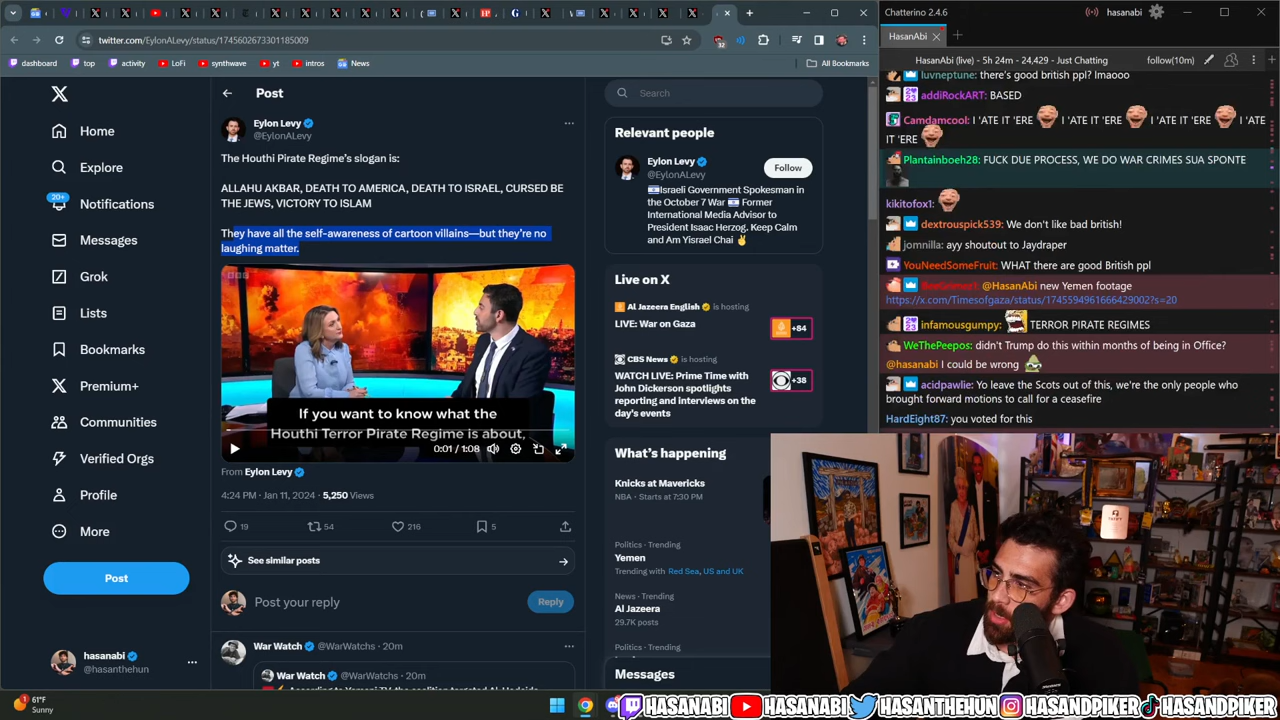 twitter.com/EylonALevy/status/1745602673301185009
dashboard
top
activity
LoFi
synthwave
yt
intros
News
All Bookmarks
Home
Explore
20+
Notifications
Messages
Grok
Lists
Bookmarks
Premium+
Communities
Verified Orgs
Profile
More
Post
hasanabi
@hasanthehun
61°F
Sunny
Post
Eylon Levy
@EylonALevy
The Houthi Pirate Regime's slogan is:
ALLAHU AKBAR, DEATH TO AMERICA, DEATH TO ISRAEL, CURSED BE
THE JEWS, VICTORY TO ISLAM
They have all the self-awareness of cartoon villains—but they're no
laughing matter.
BBC
If you want to know what the
Houthi Terror Pirate Regime is about,
0:01 / 1:08
From Eylon Levy
4:24 PM · Jan 11, 2024 · 5,250 Views
19
54
216
5
See similar posts
Post your reply
Reply
War Watch @WarWatchs · 20m
War Watch @WarWatchs · 20m
Search
Relevant people
Eylon Levy
@EylonALevy
Follow
Israeli Government Spokesman in
the October 7 War Former
International Media Advisor to
President Isaac Herzog. Keep Calm
and Am Yisrael Chai
Live on X
Al Jazeera English is hosting
LIVE: War on Gaza
+84
CBS News is hosting
WATCH LIVE: Prime Time with
John Dickerson spotlights
reporting and interviews on the
day's events
+38
What's happening
Knicks at Mavericks
NBA · Starts at 7:30 PM
Politics · Trending
Yemen
Trending with Red Sea, US and UK
News · Trending
Al Jazeera
29.7K posts
Politics · Trending
Messages
Chatterino 2.4.6
hasanabi
HasanAbi
HasanAbi (live) - 5h 24m - 24,429 - Just Chatting
follow(10m)
luvneptune: there's good british ppl? lmaooo
addiRockART: BASED
Camdamcool: I 'ATE IT 'ERE I 'ATE IT 'ERE I 'ATE IT 'ERE I 'ATE
IT 'ERE
Plantainboeh28: FUCK DUE PROCESS, WE DO WAR CRIMES SUA SPONTE
kikitofox1:
dextrouspick539: We don't like bad british!
jomnilla: ayy shoutout to Jaydraper
YouNeedSomeFruit: WHAT there are good British ppl
@HasanAbi new Yemen footage
https://x.com/Timesofgaza/status/1745594961666429002?s=20
infamousgumpy: TERROR PIRATE REGIMES
WeThePeepos: didn't Trump do this within months of being in Office?
@hasanabi I could be wrong
acidpawlie: Yo leave the Scots out of this, we're the only people who
brought forward motions to call for a ceasefire
HardEight87: you voted for this
HASANABI HASANABI HASANTHEHUN HASANDPIKER HASANDPIKER